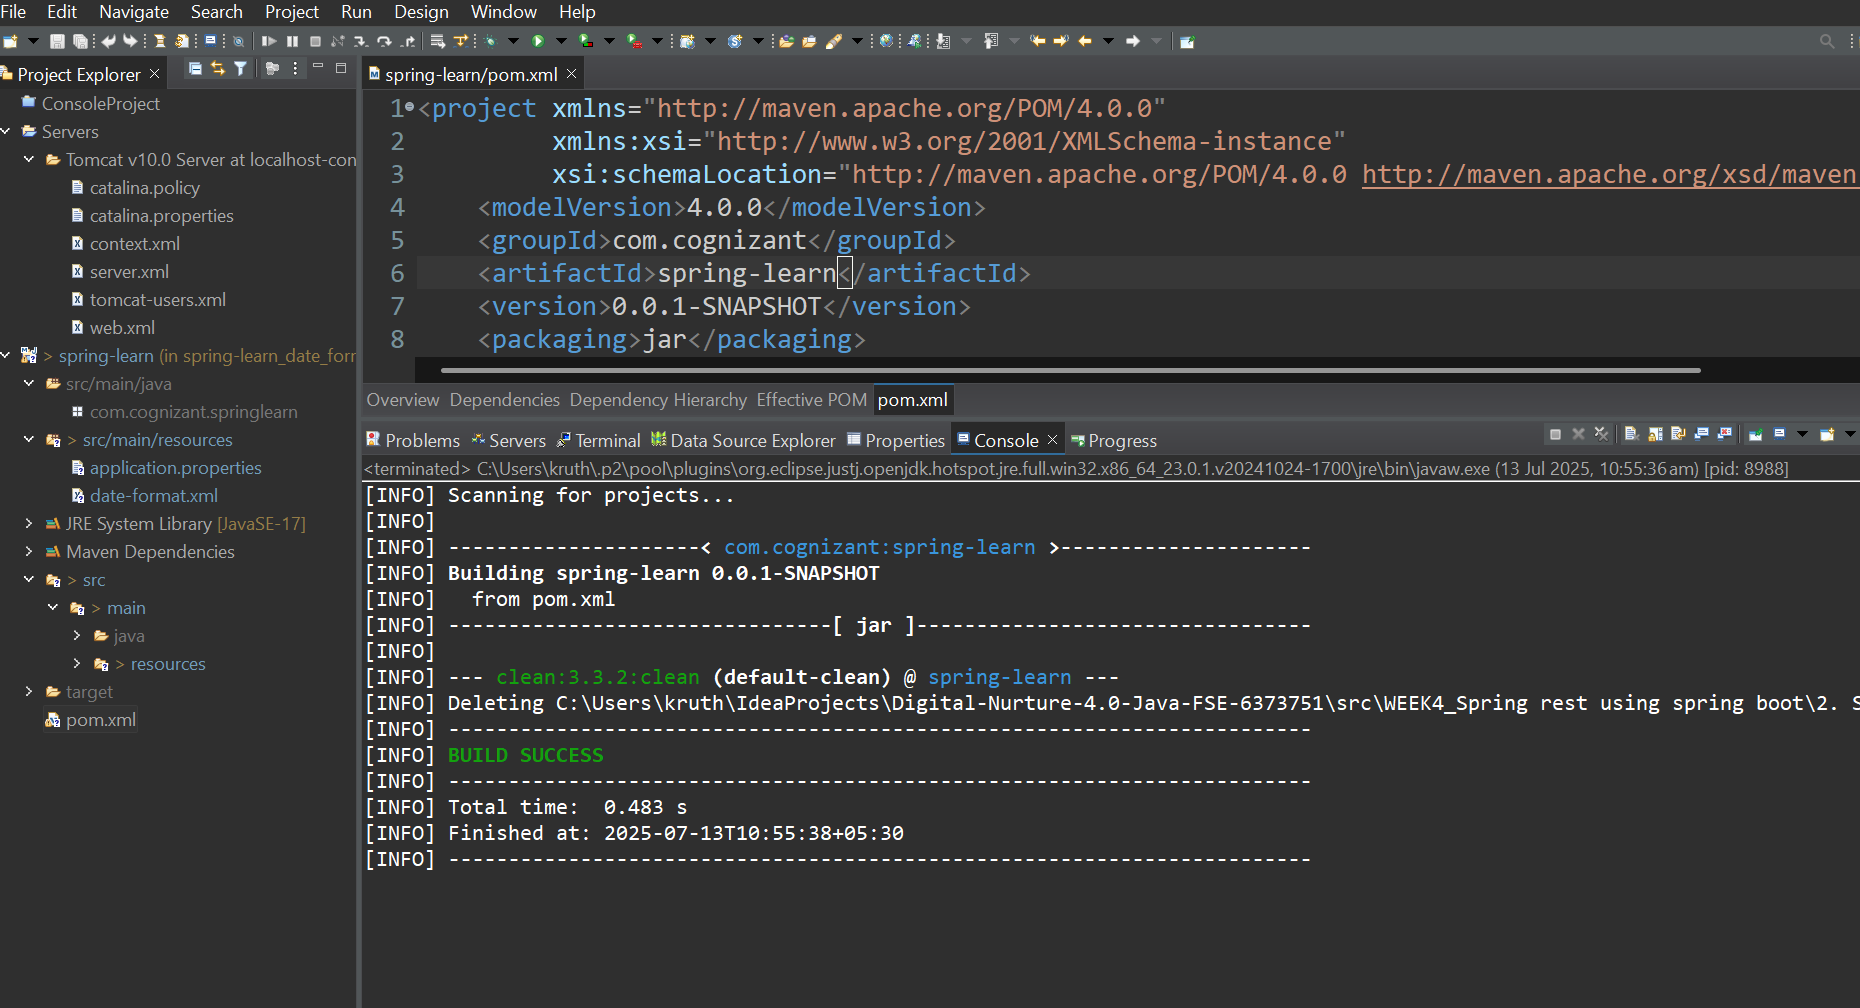 File Edit Navigate Search Project Run Design Window Help
Project Explorer
ConsoleProject
Servers
Tomcat v10.0 Server at localhost-con
catalina.policy
catalina.properties
context.xml
server.xml
tomcat-users.xml
web.xml
> spring-learn (in spring-learn_date_forr
src/main/java
com.cognizant.springlearn
> src/main/resources
application.properties
date-format.xml
JRE System Library [JavaSE-17]
Maven Dependencies
> src
> main
java
> resources
target
pom.xml
spring-learn/pom.xml
1 <project xmlns="http://maven.apache.org/POM/4.0.0"
2 xmlns:xsi="http://www.w3.org/2001/XMLSchema-instance"
3 xsi:schemaLocation="http://maven.apache.org/POM/4.0.0 http://maven.apache.org/xsd/maven
4 <modelVersion>4.0.0</modelVersion>
5 <groupId>com.cognizant</groupId>
6 <artifactId>spring-learn</artifactId>
7 <version>0.0.1-SNAPSHOT</version>
8 <packaging>jar</packaging>
Overview Dependencies Dependency Hierarchy Effective POM pom.xml
Problems Servers Terminal Data Source Explorer Properties Console Progress
<terminated> C:\Users\kruth\.p2\pool\plugins\org.eclipse.justj.openjdk.hotspot.jre.full.win32.x86_64_23.0.1.v20241024-1700\jre\bin\javaw.exe (13 Jul 2025, 10:55:36 am) [pid: 8988]
[INFO] Scanning for projects...
[INFO]
[INFO] ---------------------< com.cognizant:spring-learn >---------------------
[INFO] Building spring-learn 0.0.1-SNAPSHOT
[INFO]   from pom.xml
[INFO] --------------------------------[ jar ]---------------------------------
[INFO]
[INFO] --- clean:3.3.2:clean (default-clean) @ spring-learn ---
[INFO] Deleting C:\Users\kruth\IdeaProjects\Digital-Nurture-4.0-Java-FSE-6373751\src\WEEK4_Spring rest using spring boot\2. S
[INFO] ------------------------------------------------------------------------
[INFO] BUILD SUCCESS
[INFO] ------------------------------------------------------------------------
[INFO] Total time:  0.483 s
[INFO] Finished at: 2025-07-13T10:55:38+05:30
[INFO] ------------------------------------------------------------------------